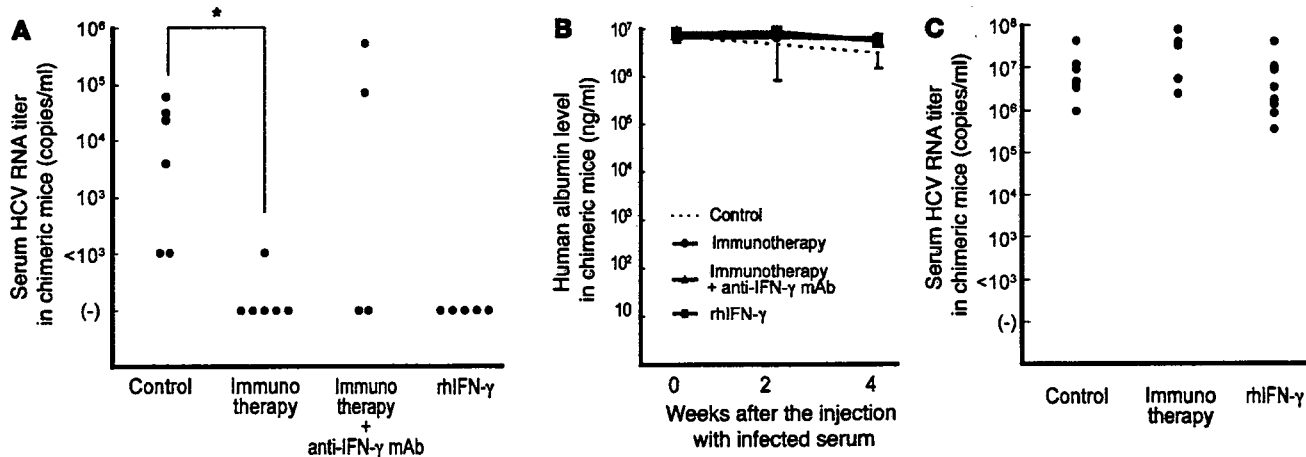 A
*
Serum HCV RNA titer
in chimeric mice (copies/ml)
10⁶
10⁵
10⁴
10³
<10³
(-)
Control
Immuno
therapy
Immuno
therapy
+
anti-IFN-γ mAb
rhIFN-γ
B
Human albumin level
in chimeric mice (ng/ml)
10⁷
10⁶
10⁵
10⁴
10³
10²
10
Control
Immunotherapy
Immunotherapy
+ anti-IFN-γ mAb
rhIFN-γ
0 2 4
Weeks after the injection
with infected serum
C
Serum HCV RNA titer
in chimeric mice (copies/ml)
10⁸
10⁷
10⁶
10⁵
10⁴
10³
<10³
(-)
Control
Immuno
therapy
rhIFN-γ